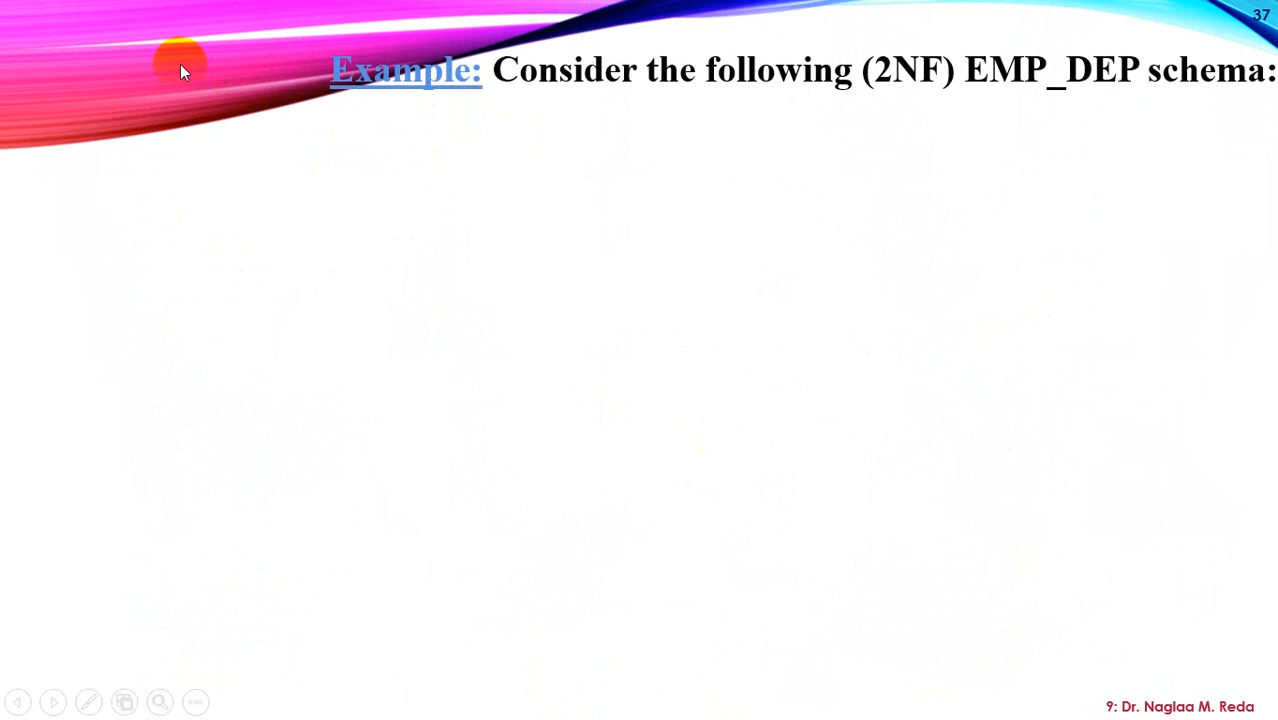 37
Example: Consider the following (2NF) EMP_DEP schema:
9: Dr. Naglaa M. Reda